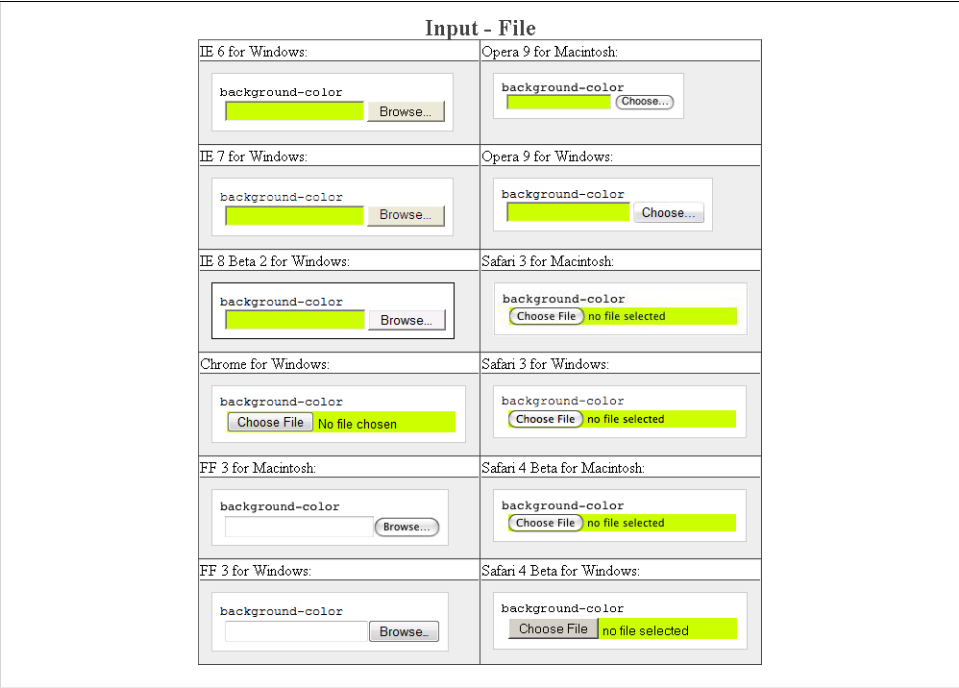 Input - File
IE 6 for Windows:
background-color
Browse...
Opera 9 for Macintosh:
background-color
Choose...
IE 7 for Windows:
background-color
Browse...
Opera 9 for Windows:
background-color
Choose...
IE 8 Beta 2 for Windows:
background-color
Browse...
Safari 3 for Macintosh:
background-color
Choose File no file selected
Chrome for Windows:
background-color
Choose File No file chosen
Safari 3 for Windows:
background-color
Choose File no file selected
FF 3 for Macintosh:
background-color
Browse...
Safari 4 Beta for Macintosh:
background-color
Choose File no file selected
FF 3 for Windows:
background-color
Browse..
Safari 4 Beta for Windows:
background-color
Choose File no file selected